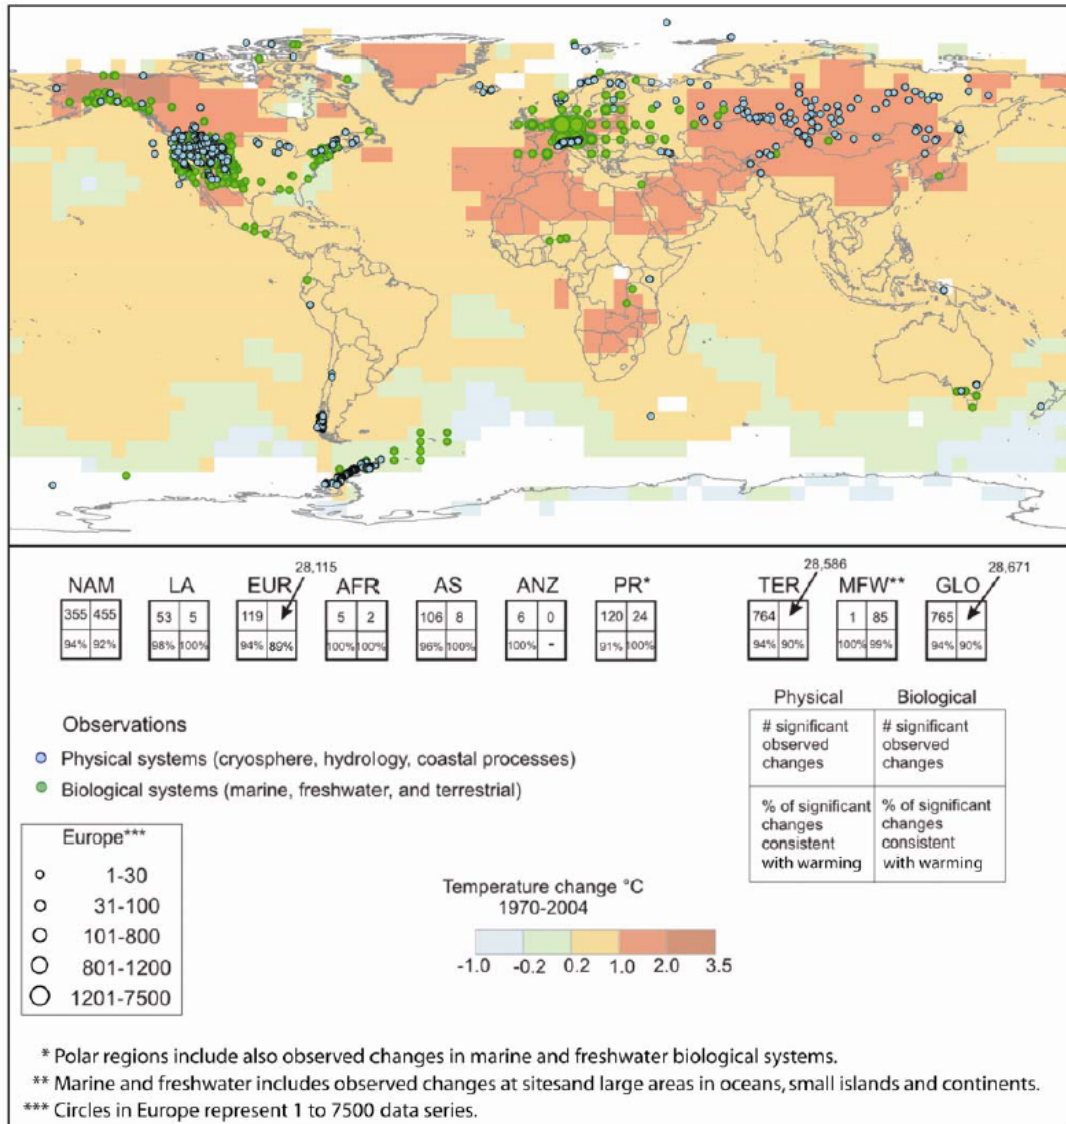 28,115
28,586
28,671
NAM LA EUR AFR AS ANZ PR* TER MFW** GLO
355 455 53 5 119 5 2 106 8 6 0 120 24 764 1 85 765
94% 92% 98% 100% 94% 89% 100% 100% 96% 100% 100% - 91% 100% 94% 90% 100% 99% 94% 90%
Physical Biological
# significant observed changes
# significant observed changes
% of significant changes consistent with warming
% of significant changes consistent with warming
Observations
Physical systems (cryosphere, hydrology, coastal processes)
Biological systems (marine, freshwater, and terrestrial)
Europe***
1-30
31-100
101-800
801-1200
1201-7500
Temperature change °C
1970-2004
-1.0 -0.2 0.2 1.0 2.0 3.5
* Polar regions include also observed changes in marine and freshwater biological systems.
** Marine and freshwater includes observed changes at sitesand large areas in oceans, small islands and continents.
*** Circles in Europe represent 1 to 7500 data series.